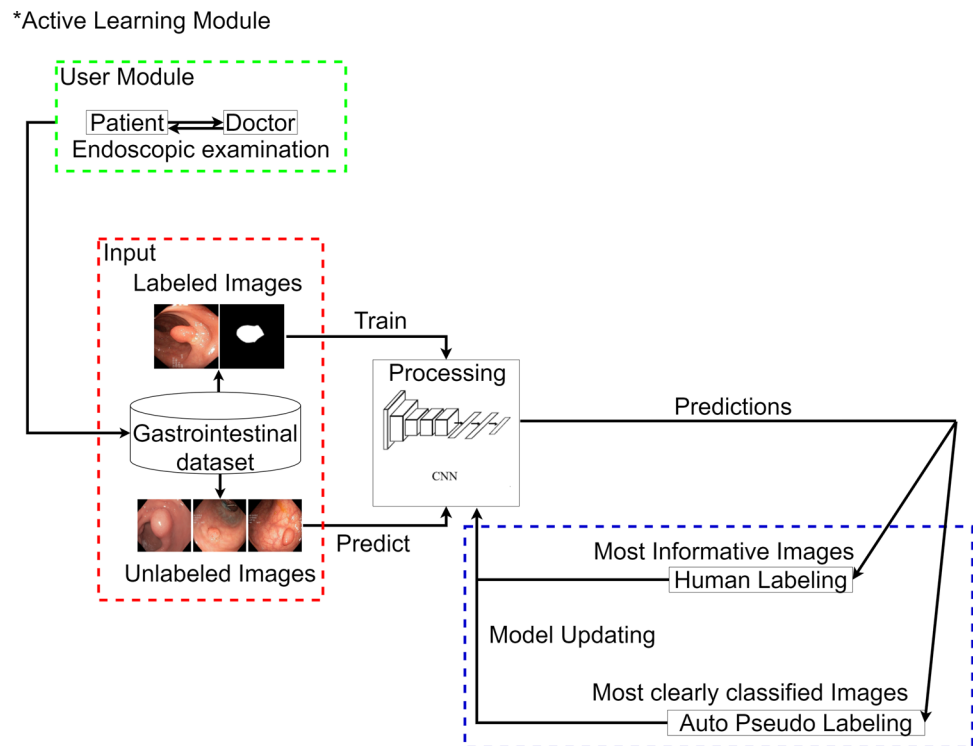 *Active Learning Module
User Module
Patient
Doctor
Endoscopic examination
Input
Labeled Images
Train
Processing
CNN
Gastrointestinal
dataset
Predictions
Predict
Unlabeled Images
Most Informative Images
Human Labeling
Model Updating
Most clearly classified Images
Auto Pseudo Labeling